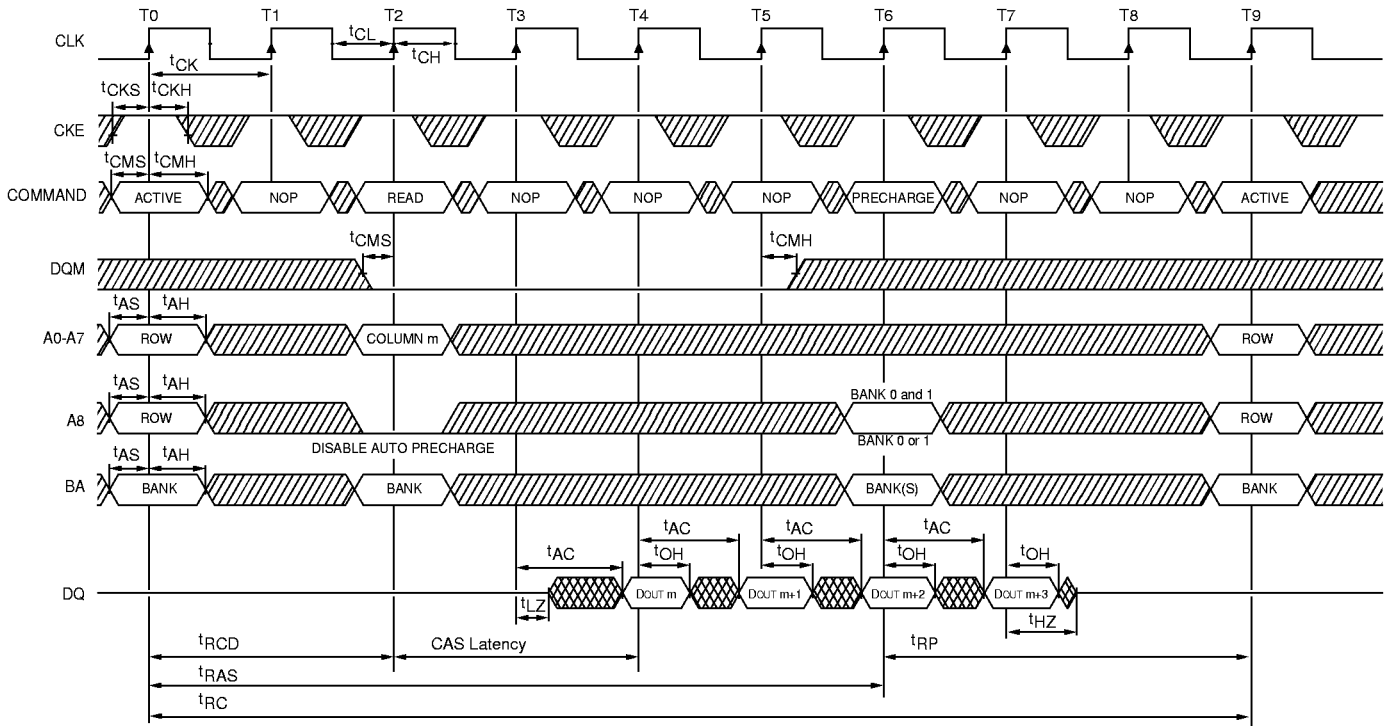 T0 T1 T2 T3 T4 T5 T6 T7 T8 T9
CLK
tCL
tCH
tCK
tCKS tCKH
CKE
tCMS tCMH
COMMAND ACTIVE NOP READ NOP NOP NOP PRECHARGE NOP NOP ACTIVE
tCMS tCMH
DQM
tAS tAH
A0-A7 ROW COLUMN m ROW
tAS tAH
BANK 0 and 1
A8 ROW ROW
DISABLE AUTO PRECHARGE BANK 0 or 1
tAS tAH
BA BANK BANK BANK(S) BANK
tAC tAC tAC
tAC tOH tOH tOH tOH
DQ DOUT m DOUT m+1 DOUT m+2 DOUT m+3
tLZ tHZ
tRCD CAS Latency tRP
tRAS
tRC